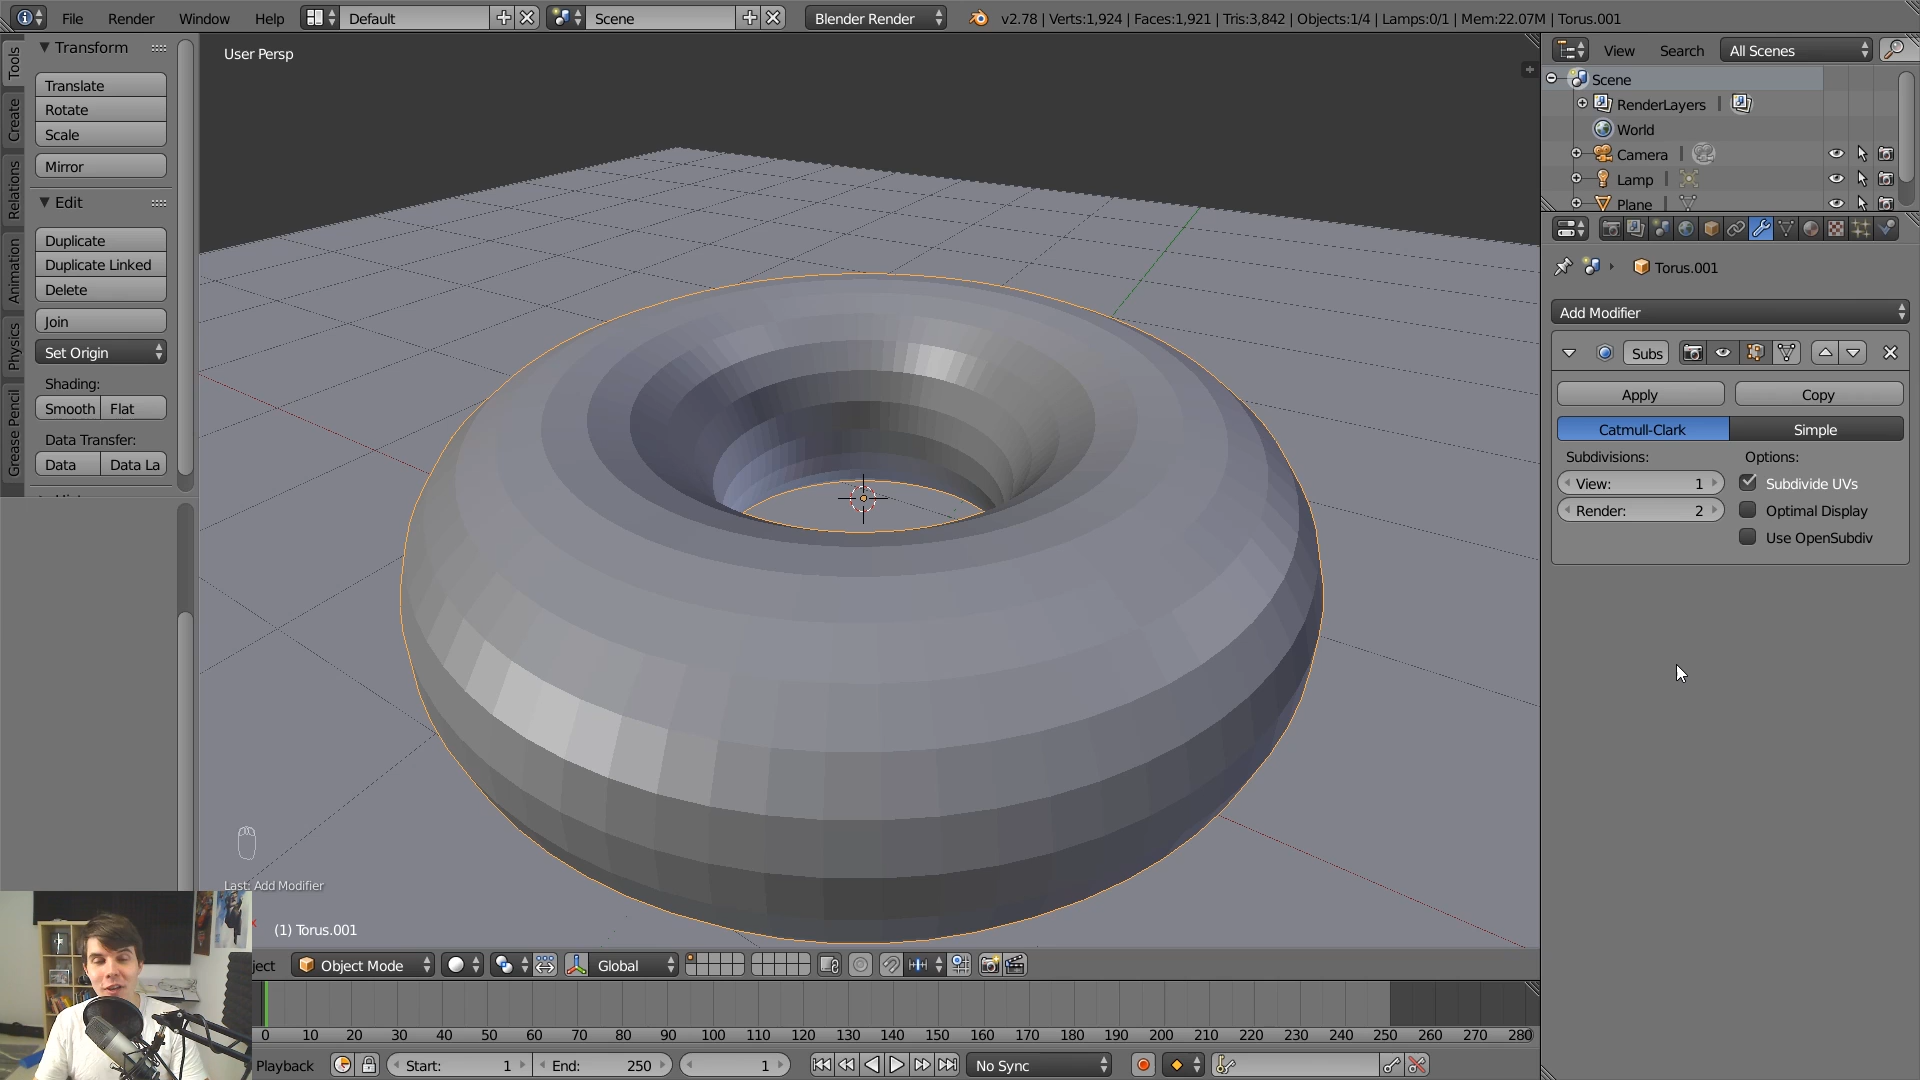 File Render Window Help Default Scene Blender Render v2.78 | Verts:1,924 | Faces:1,921 | Tris:3,842 | Objects:1/4 | Lamps:0/1 | Mem:22.07M | Torus.001
Tools
Create
Relations
Animation
Physics
Grease Pencil
Transform
Translate
Rotate
Scale
Mirror
Edit
Duplicate
Duplicate Linked
Delete
Join
Set Origin
Shading:
Smooth Flat
Data Transfer:
Data Data La
User Persp
Last: Add Modifier
(1) Torus.001
View Search All Scenes
Scene
RenderLayers
World
Camera
Lamp
Plane
Torus.001
Add Modifier
Subs
Apply Copy
Catmull-Clark Simple
Subdivisions: Options:
View: 1 Subdivide UVs
Render: 2 Optimal Display
Use OpenSubdiv
ject Object Mode Global
0 10 20 30 40 50 60 70 80 90 100 110 120 130 140 150 160 170 180 190 200 210 220 230 240 250 260 270 280
Playback Start: 1 End: 250 1 No Sync